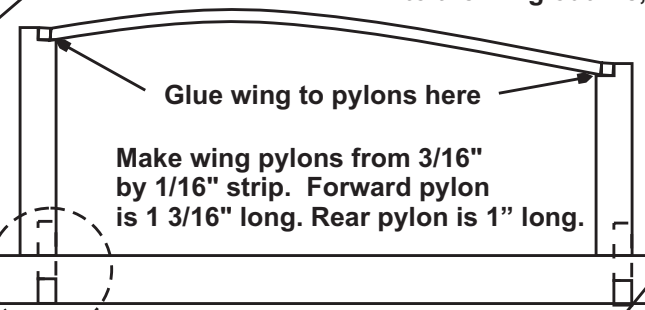 Glue wing to pylons here
Make wing pylons from 3/16"
by 1/16" strip. Forward pylon
is 1 3/16" long. Rear pylon is 1” long.